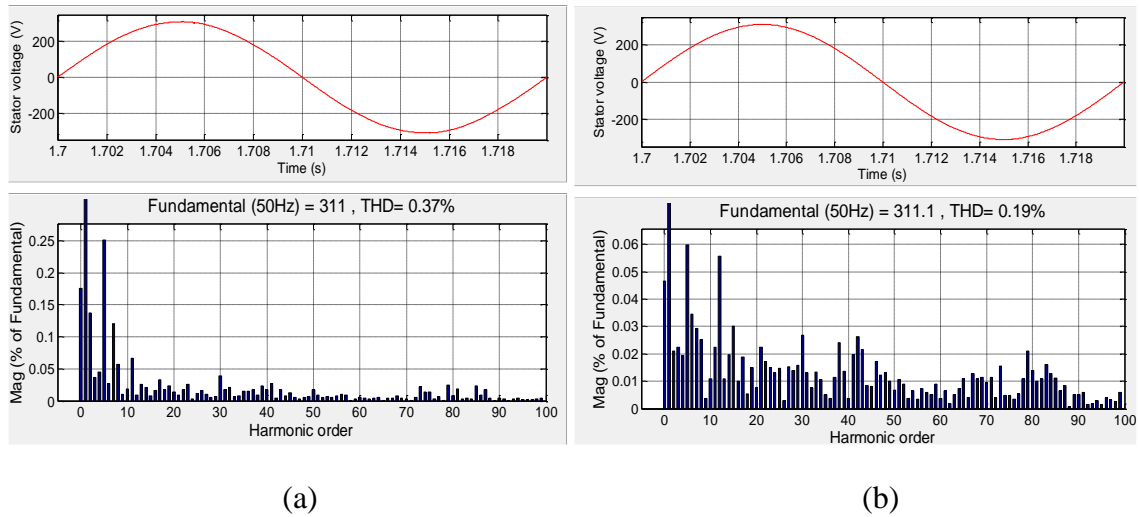 Stator voltage (V)
200
0
-200
1.7 1.702 1.704 1.706 1.708 1.71 1.712 1.714 1.716 1.718
Time (s)
Fundamental (50Hz) = 311 , THD= 0.37%
Mag (% of Fundamental)
0.25
0.2
0.15
0.1
0.05
0
0 10 20 30 40 50 60 70 80 90 100
Harmonic order
(a)
Stator voltage (V)
200
0
-200
1.7 1.702 1.704 1.706 1.708 1.71 1.712 1.714 1.716 1.718
Time (s)
Fundamental (50Hz) = 311.1 , THD= 0.19%
Mag (% of Fundamental)
0.06
0.05
0.04
0.03
0.02
0.01
0
0 10 20 30 40 50 60 70 80 90 100
Harmonic order
(b)